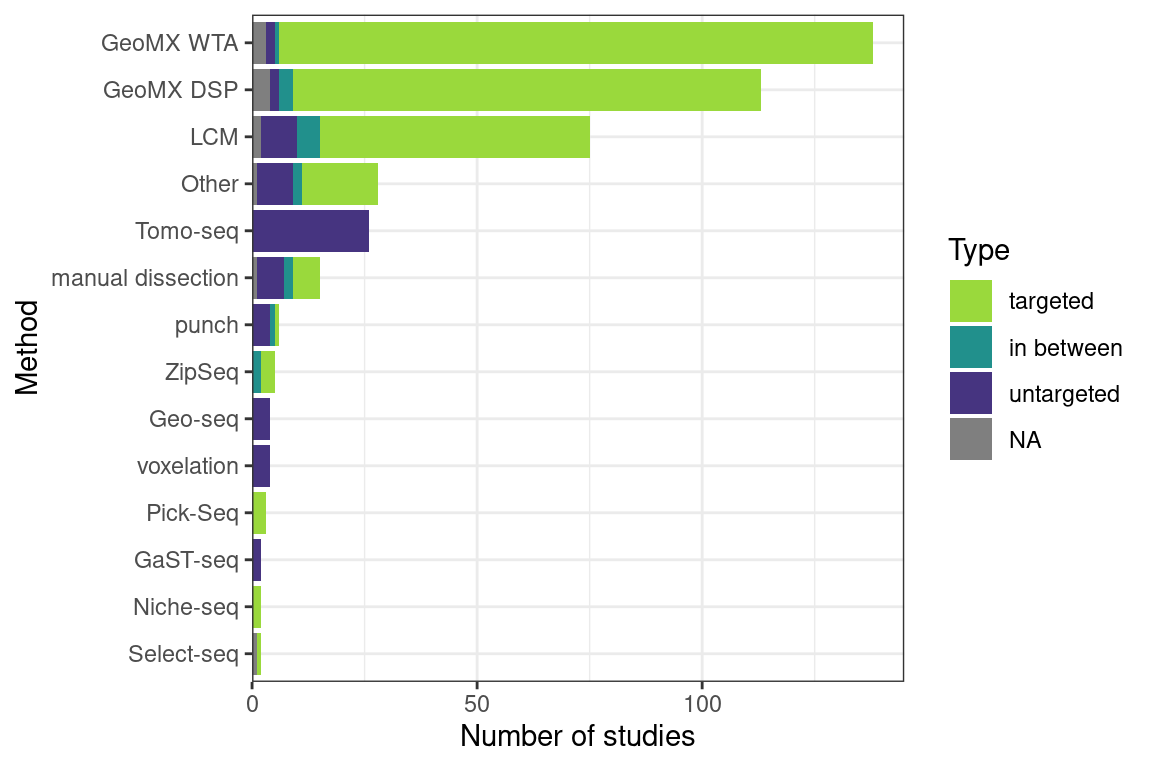 Method
GeoMX WTA
GeoMX DSP
LCM
Other
Tomo-seq
manual dissection
punch
ZipSeq
Geo-seq
voxelation
Pick-Seq
GaST-seq
Niche-seq
Select-seq
0 50 100
Number of studies
Type
targeted
in between
untargeted
NA